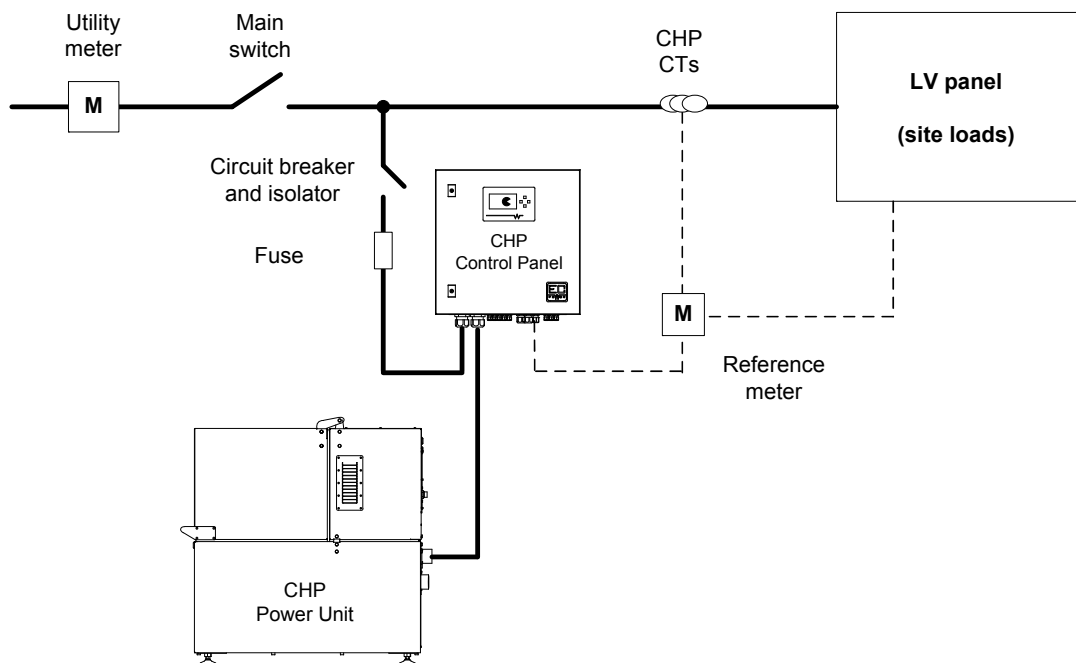 Utility
meter
Main
switch
CHP
CTs
M
LV panel
(site loads)
Circuit breaker
and isolator
Fuse
CHP
Control Panel
M
Reference
meter
CHP
Power Unit